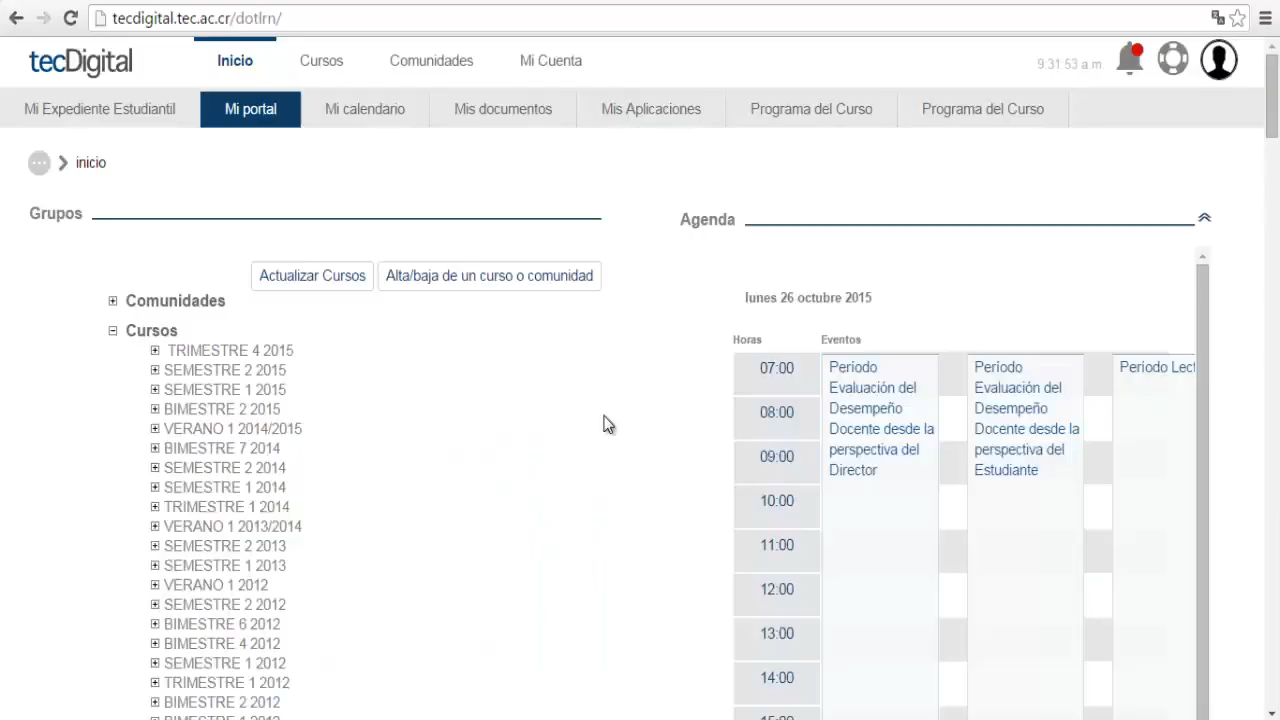 tecdigital.tec.ac.cr/dotlrn/
tecDigital
Inicio
Cursos
Comunidades
Mi Cuenta
9:31 53 a.m.
Mi Expediente Estudiantil
Mi portal
Mi calendario
Mis documentos
Mis Aplicaciones
Programa del Curso
Programa del Curso
inicio
Grupos
Actualizar Cursos
Alta/baja de un curso o comunidad
Comunidades
Cursos
TRIMESTRE 4 2015
SEMESTRE 2 2015
SEMESTRE 1 2015
BIMESTRE 2 2015
VERANO 1 2014/2015
BIMESTRE 7 2014
SEMESTRE 2 2014
SEMESTRE 1 2014
TRIMESTRE 1 2014
VERANO 1 2013/2014
SEMESTRE 2 2013
SEMESTRE 1 2013
VERANO 1 2012
SEMESTRE 2 2012
BIMESTRE 6 2012
BIMESTRE 4 2012
SEMESTRE 1 2012
TRIMESTRE 1 2012
BIMESTRE 2 2012
Agenda
lunes 26 octubre 2015
Horas
Eventos
07:00
08:00
09:00
10:00
11:00
12:00
13:00
14:00
Período
Evaluación del
Desempeño
Docente desde la
perspectiva del
Director
Período
Evaluación del
Desempeño
Docente desde la
perspectiva del
Estudiante
Período Lect